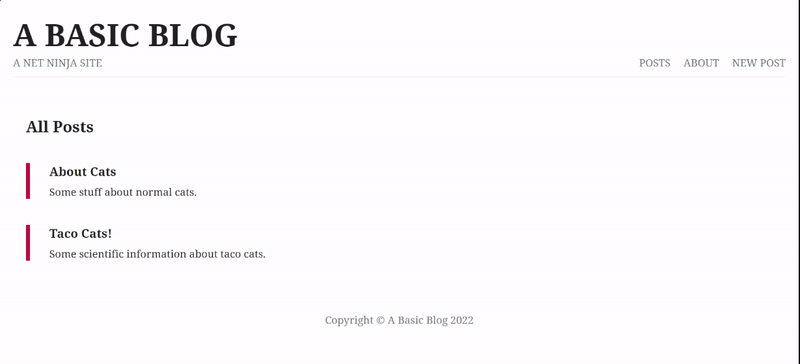 A BASIC BLOG
A NET NINJA SITE
POSTS ABOUT NEW POST
All Posts
About Cats
Some stuff about normal cats.
Taco Cats!
Some scientific information about taco cats.
Copyright © A Basic Blog 2022